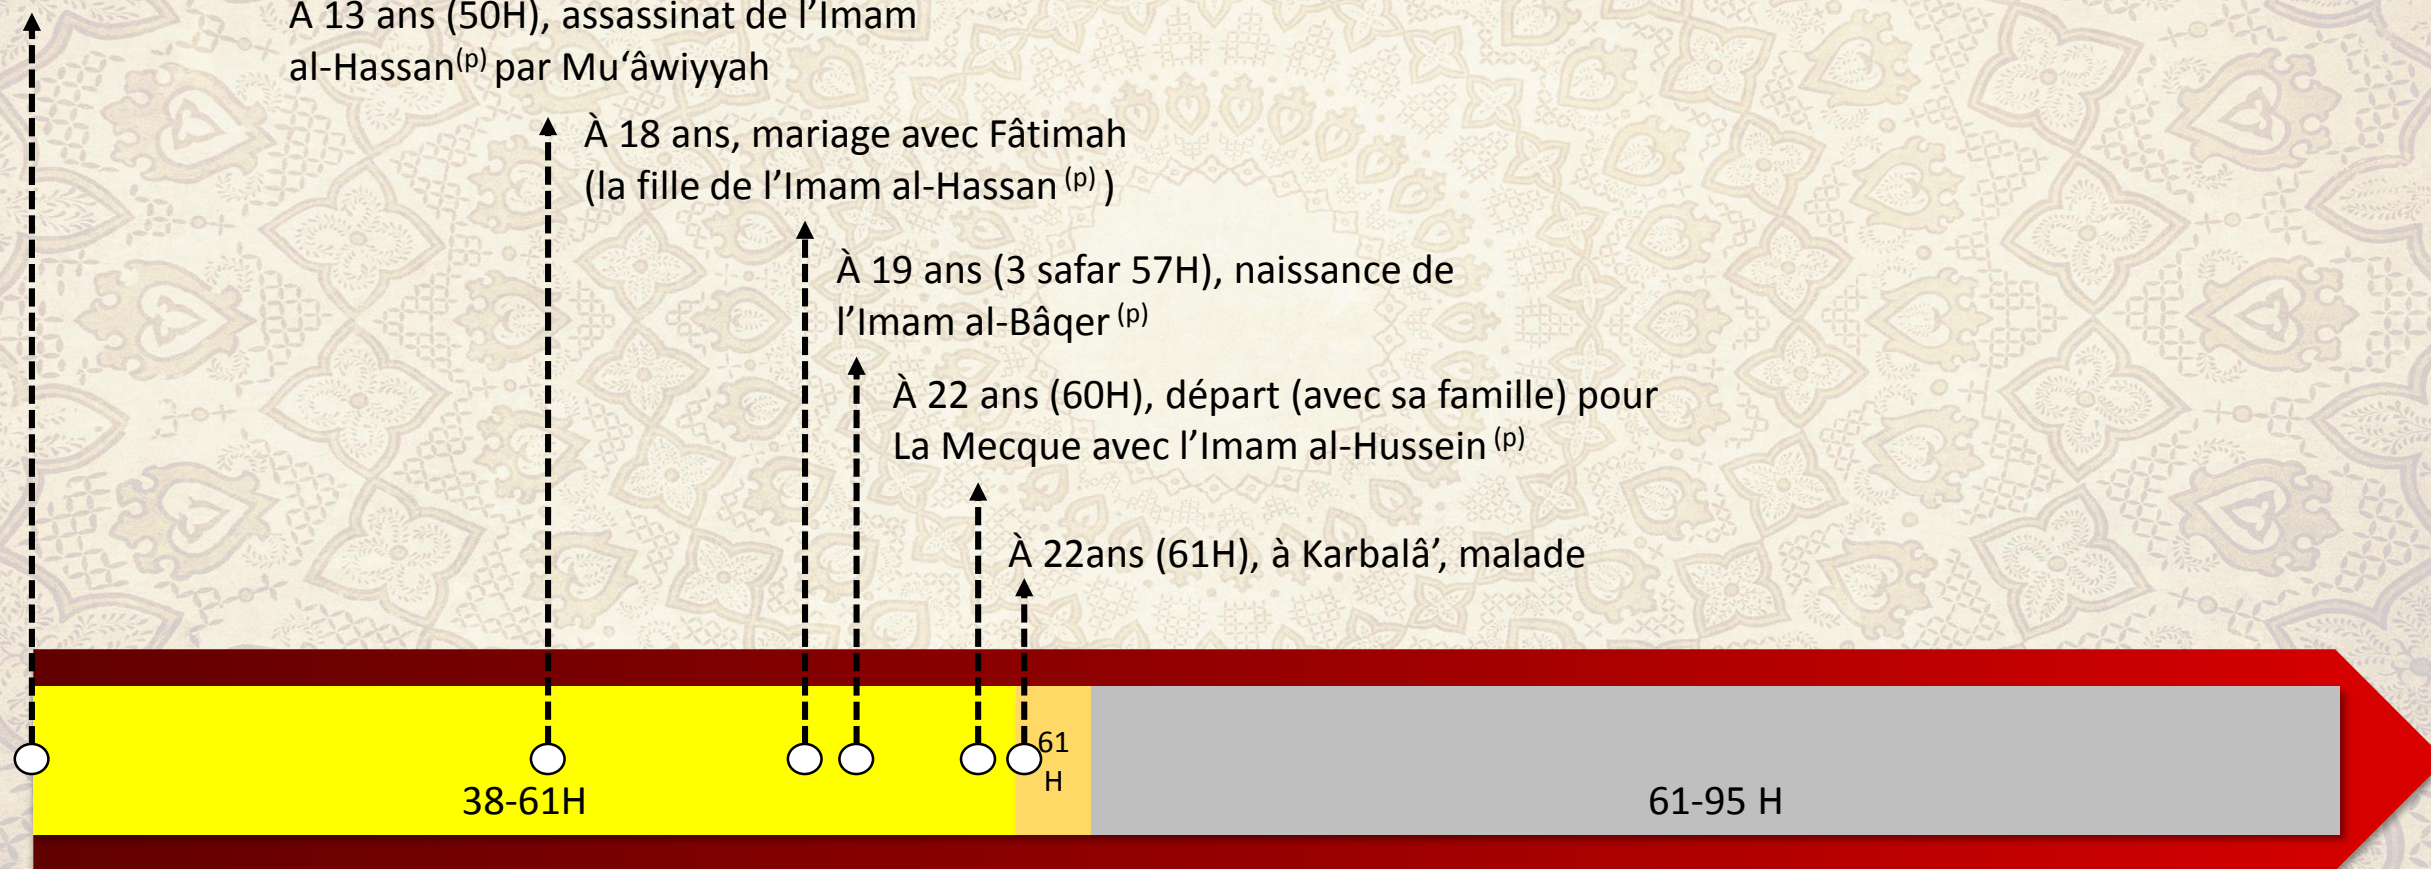 À 13 ans (50H), assassinat de l’Imam
al-Hassan(p) par Mu‘âwiyyah
À 18 ans, mariage avec Fâtimah
(la fille de l’Imam al-Hassan (p) )
À 19 ans (3 safar 57H), naissance de
l’Imam al-Bâqer (p)
À 22 ans (60H), départ (avec sa famille) pour
La Mecque avec l’Imam al-Hussein (p)
À 22ans (61H), à Karbalâ’, malade
61
H
38-61H
61-95 H